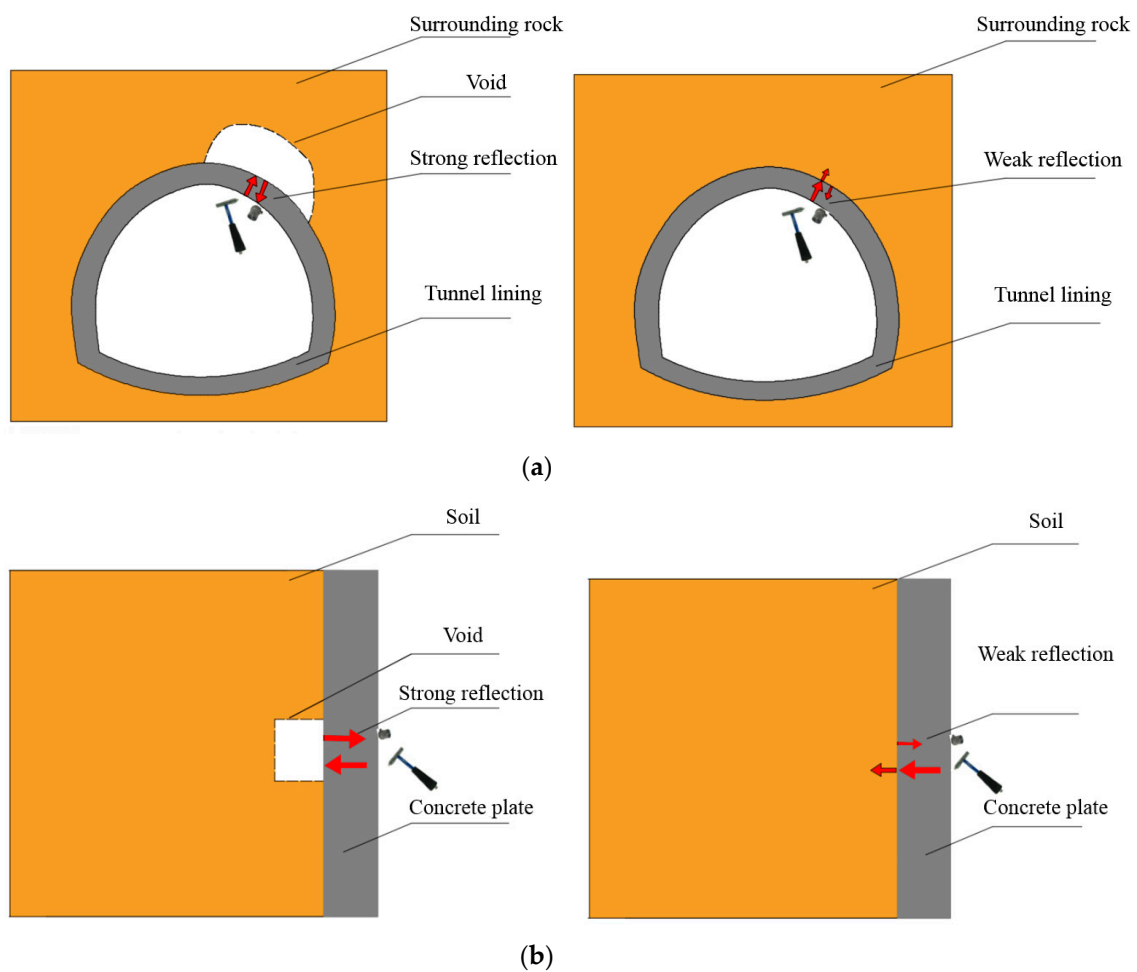 Surrounding rock
Void
Strong reflection
Tunnel lining
Surrounding rock
Weak reflection
Tunnel lining
(a)
Soil
Void
Strong reflection
Concrete plate
Soil
Weak reflection
Concrete plate
(b)